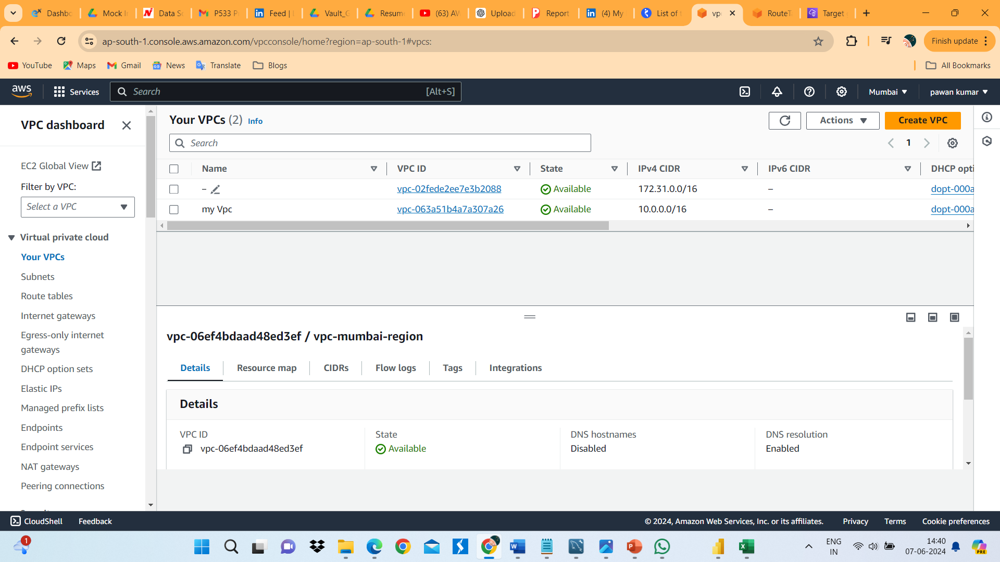 Dashbo
Mock I
Data Sc
P533 P
Feed | L
Vault_G
Resum
(63) AW
Upload
Report
(4) My
List of t
vp
RouteT
Target
ap-south-1.console.aws.amazon.com/vpcconsole/home?region=ap-south-1#vpcs:
Finish update
YouTube
Maps
Gmail
News
Translate
Blogs
All Bookmarks
aws
Services
Search
[Alt+S]
Mumbai
pawan kumar
VPC dashboard
EC2 Global View
Filter by VPC:
Select a VPC
Virtual private cloud
Your VPCs
Subnets
Route tables
Internet gateways
Egress-only internet
gateways
DHCP option sets
Elastic IPs
Managed prefix lists
Endpoints
Endpoint services
NAT gateways
Peering connections
Your VPCs (2) Info
Actions
Create VPC
Search
1
Name VPC ID State IPv4 CIDR IPv6 CIDR DHCP opti
– vpc-02fede2ee7e3b2088 Available 172.31.0.0/16 – dopt-000a
my Vpc vpc-063a51b4a7a307a26 Available 10.0.0.0/16 – dopt-000a
vpc-06ef4bdaad48ed3ef / vpc-mumbai-region
Details Resource map CIDRs Flow logs Tags Integrations
Details
VPC ID State DNS hostnames DNS resolution
vpc-06ef4bdaad48ed3ef Available Disabled Enabled
CloudShell Feedback
© 2024, Amazon Web Services, Inc. or its affiliates. Privacy Terms Cookie preferences
1
PRE
ENG
IN
14:40
07-06-2024